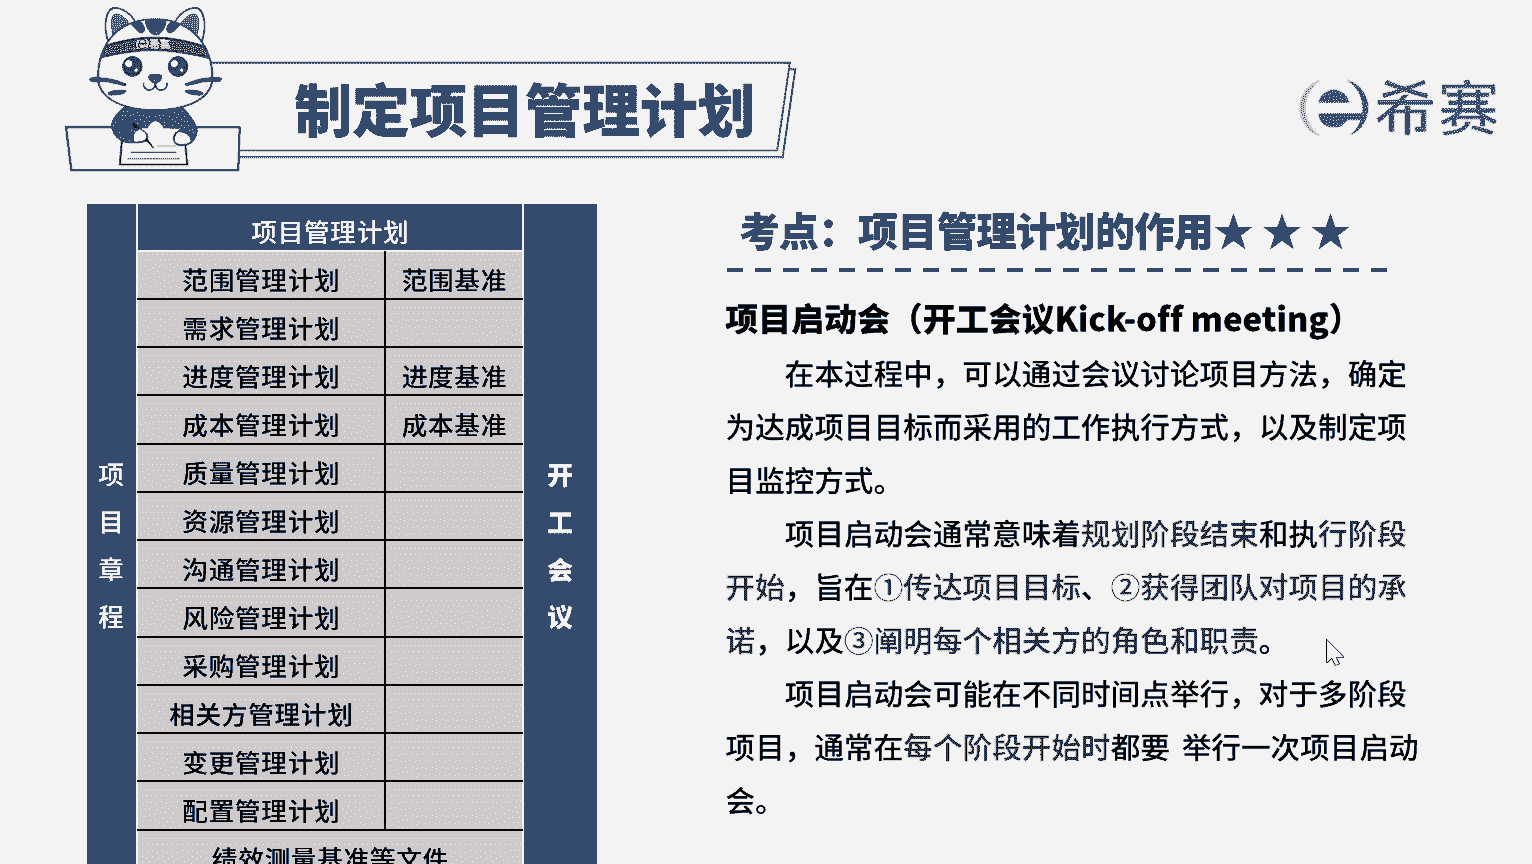 e希赛
制定项目管理计划
e希赛
项目管理计划
范围管理计划 范围基准
需求管理计划
进度管理计划 进度基准
成本管理计划 成本基准
质量管理计划
资源管理计划
沟通管理计划
风险管理计划
采购管理计划
相关方管理计划
变更管理计划
配置管理计划
绩效测量基准等文件
项
目
章
程
开
工
会
议
考点：项目管理计划的作用★★★
项目启动会（开工会议Kick-off meeting）
在本过程中，可以通过会议讨论项目方法，确定
为达成项目目标而采用的工作执行方式，以及制定项
目监控方式。
项目启动会通常意味着规划阶段结束和执行阶段
开始，旨在①传达项目目标、②获得团队对项目的承
诺，以及③阐明每个相关方的角色和职责。
项目启动会可能在不同时间点举行，对于多阶段
项目，通常在每个阶段开始时都要 举行一次项目启动
会。